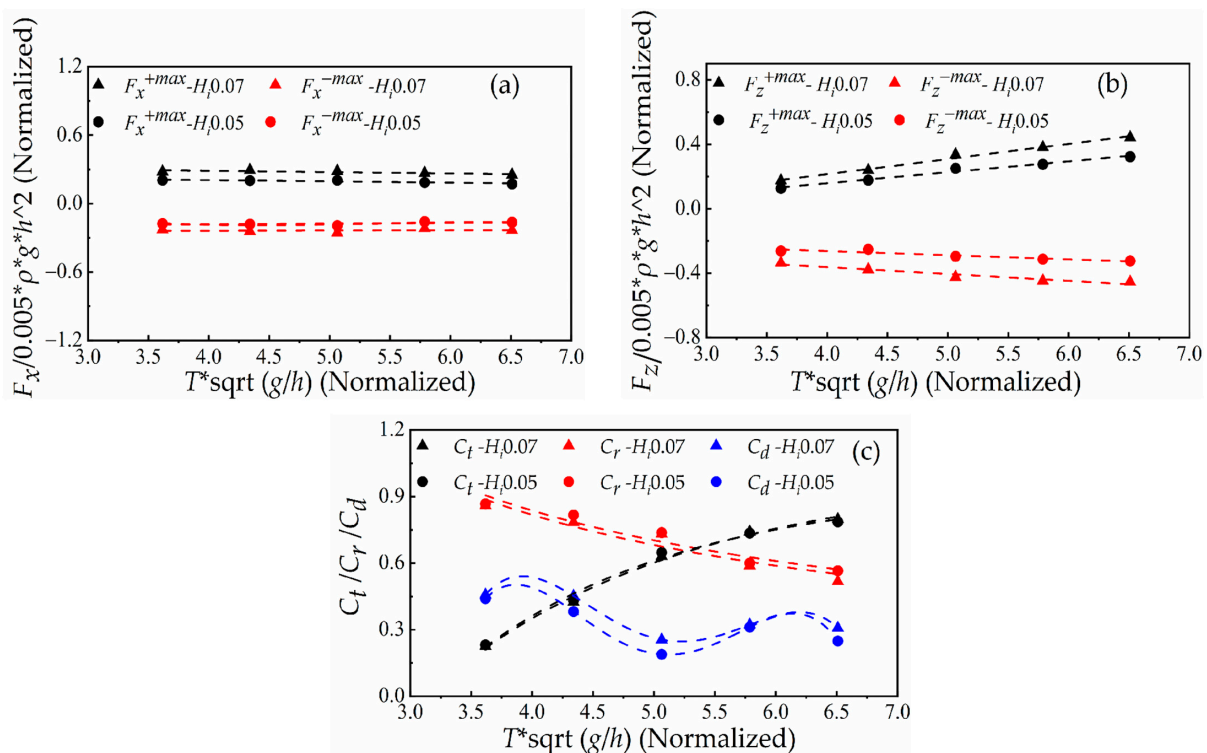 F_x/0.005*ρ*g*h^2 (Normalized)
1.2
0.6
0.0
−0.6
−1.2
F_x^{+max}-H_i0.07 F_x^{−max}-H_i0.07
F_x^{+max}-H_i0.05 F_x^{−max}-H_i0.05
(a)
3.0 3.5 4.0 4.5 5.0 5.5 6.0 6.5 7.0
T*sqrt (g/h) (Normalized)
F_z/0.005*ρ*g*h^2 (Normalized)
0.8
0.4
0.0
−0.4
−0.8
F_z^{+max}- H_i0.07 F_z^{−max}- H_i0.07
F_z^{+max}- H_i0.05 F_z^{−max}- H_i0.05
(b)
3.0 3.5 4.0 4.5 5.0 5.5 6.0 6.5 7.0
T*sqrt (g/h) (Normalized)
C_t /C_r /C_d
1.2
0.9
0.6
0.3
0.0
C_t -H_i0.07 C_r -H_i0.07 C_d -H_i0.07
C_t -H_i0.05 C_r -H_i0.05 C_d -H_i0.05
(c)
3.0 3.5 4.0 4.5 5.0 5.5 6.0 6.5 7.0
T*sqrt (g/h) (Normalized)